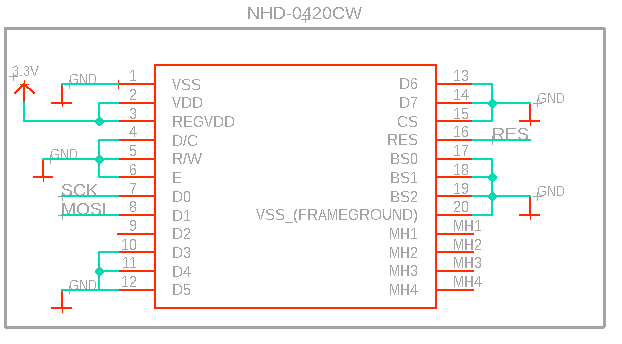 NHD-0420CW
3.3V
GND 1 VSS D6 13
2 VDD D7 14 GND
3 REGVDD CS 15
4 D/C RES 16 RES
GND 5 R/W BS0 17
6 E BS1 18
SCK 7 D0 BS2 19 GND
MOSI 8 D1 VSS_(FRAMEGROUND) 20
9 D2 MH1 MH1
10 D3 MH2 MH2
11 D4 MH3 MH3
GND 12 D5 MH4 MH4